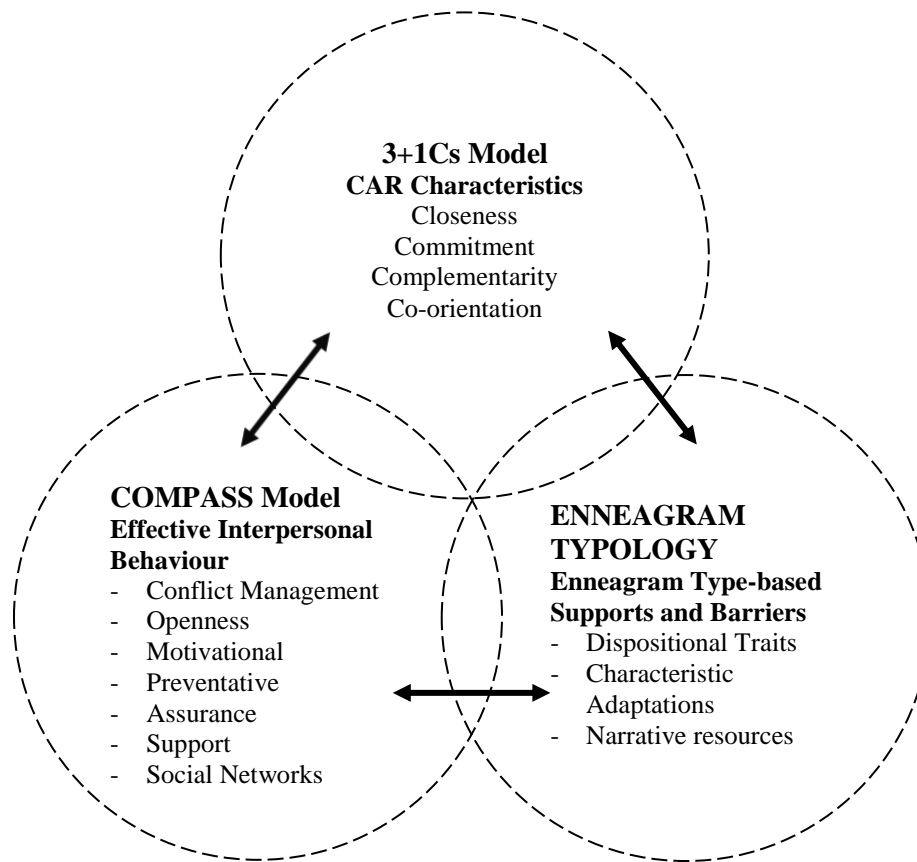 3+1Cs Model
CAR Characteristics
Closeness
Commitment
Complementarity
Co-orientation
COMPASS Model
Effective Interpersonal
Behaviour
- Conflict Management
- Openness
- Motivational
- Preventative
- Assurance
- Support
- Social Networks
ENNEAGRAM
TYPOLOGY
Enneagram Type-based
Supports and Barriers
- Dispositional Traits
- Characteristic
Adaptations
- Narrative resources